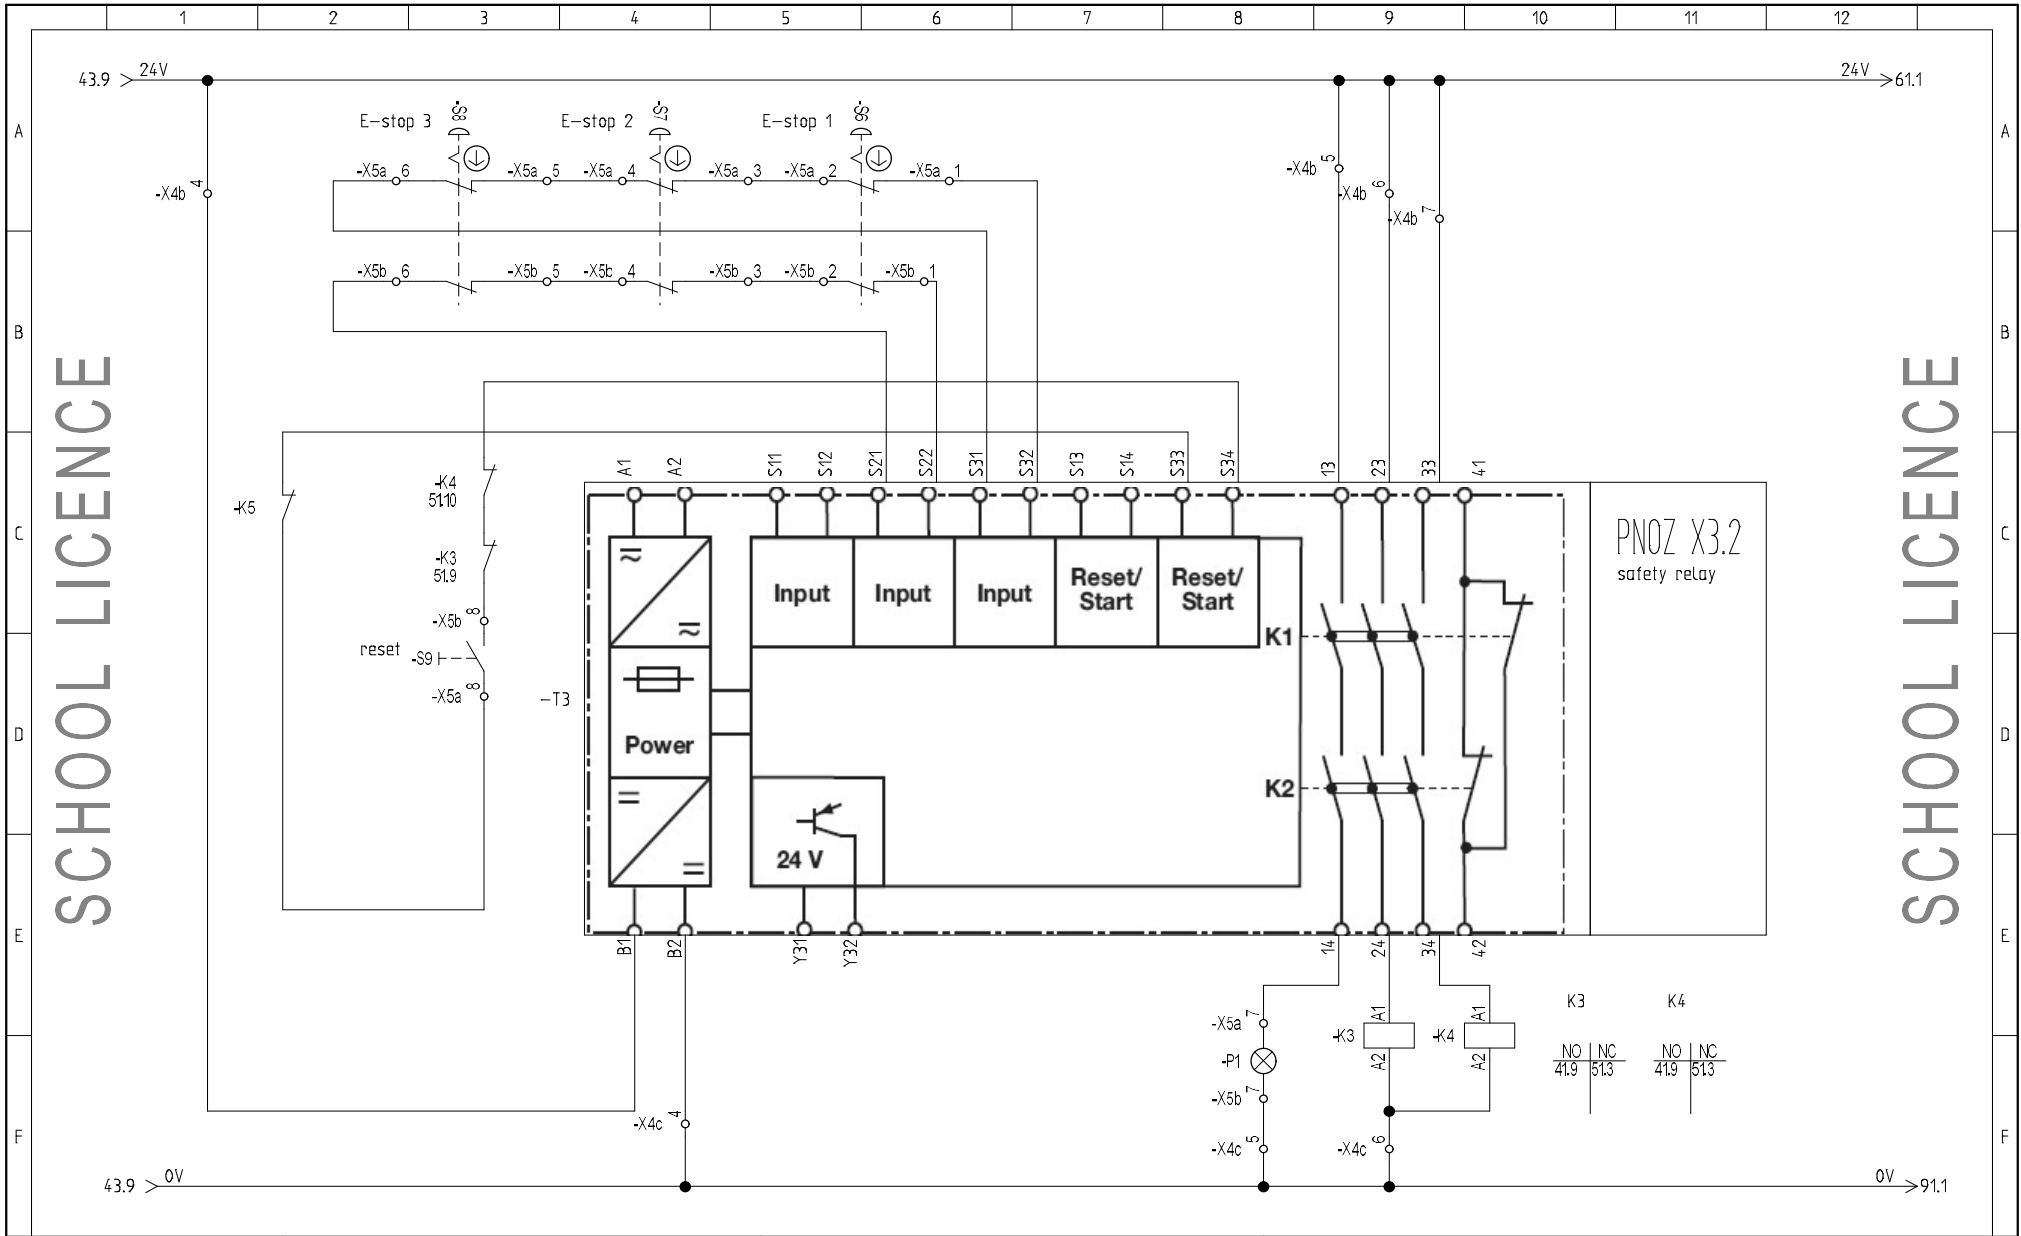 1 2 3 4 5 6 7 8 9 10 11 12
43.9 24V 24V 61.1
A E-stop 3 -S8 E-stop 2 -S7 E-stop 1 -S6 A
-X5a 6 -X5a 5 -X5a 4 -X5a 3 -X5a 2 -X5a 1 -X4b 5
-X4b 4 -X4b 6
-X4b 7
-X5b 6 -X5b 5 -X5b 4 -X5b 3 -X5b 2 -X5b 1
B B
SCHOOL LICENCE
SCHOOL LICENCE
A1 A2 S11 S12 S21 S22 S31 S32 S13 S14 S33 S34 13 23 33 41
-K4
51.10
-K5
C C
PNOZ X3.2
safety relay
-K3
51.9
Input Input Input Reset/ Start Reset/ Start
-X5b 8
K1
reset -S9
-X5a 8
-T3
D Power D
K2
24 V
E E
B1 B2 Y31 Y32 14 24 34 42
K3 K4
-X5a 7 A1 A1
-K3 -K4
-P1 A2 A2
NO NC NO NC
41.9 51.3 41.9 51.3
-X5b 7
-X4c 4
F F
-X4c 5 -X4c 6
43.9 0V 0V 91.1